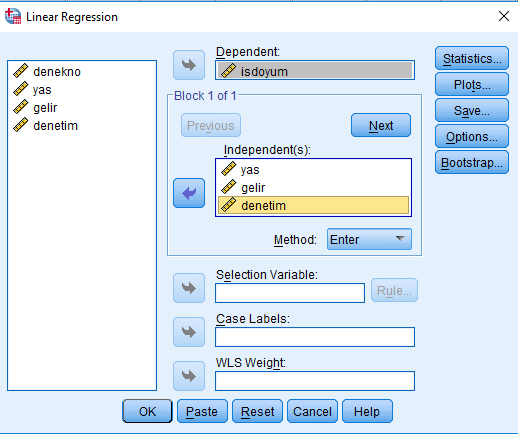 Linear Regression
denekno
yas
gelir
denetim
Dependent:
isdoyum
Block 1 of 1
Previous
Next
Independent(s):
yas
gelir
denetim
Method: Enter
Selection Variable:
Rule...
Case Labels:
WLS Weight:
Statistics...
Plots...
Save...
Options...
Bootstrap...
OK Paste Reset Cancel Help